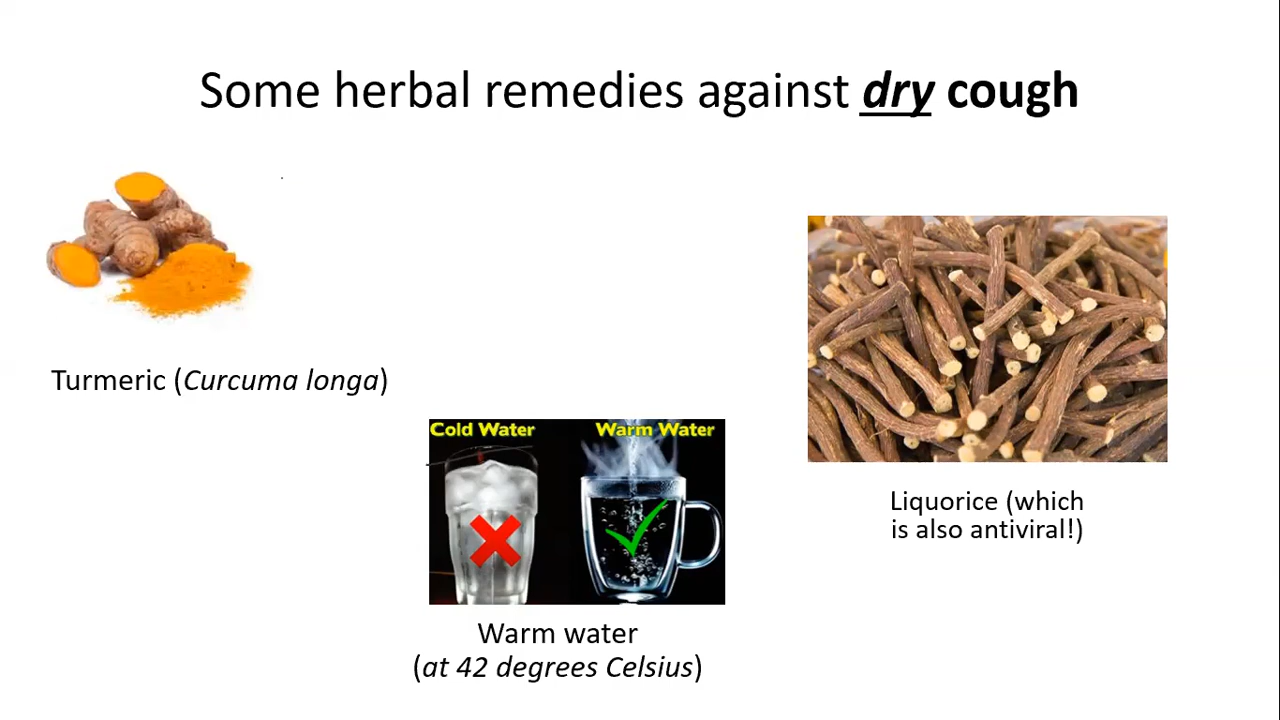 Some herbal remedies against dry cough
Turmeric (Curcuma longa)
Cold Water
Warm Water
Warm water
(at 42 degrees Celsius)
Liquorice (which
is also antiviral!)